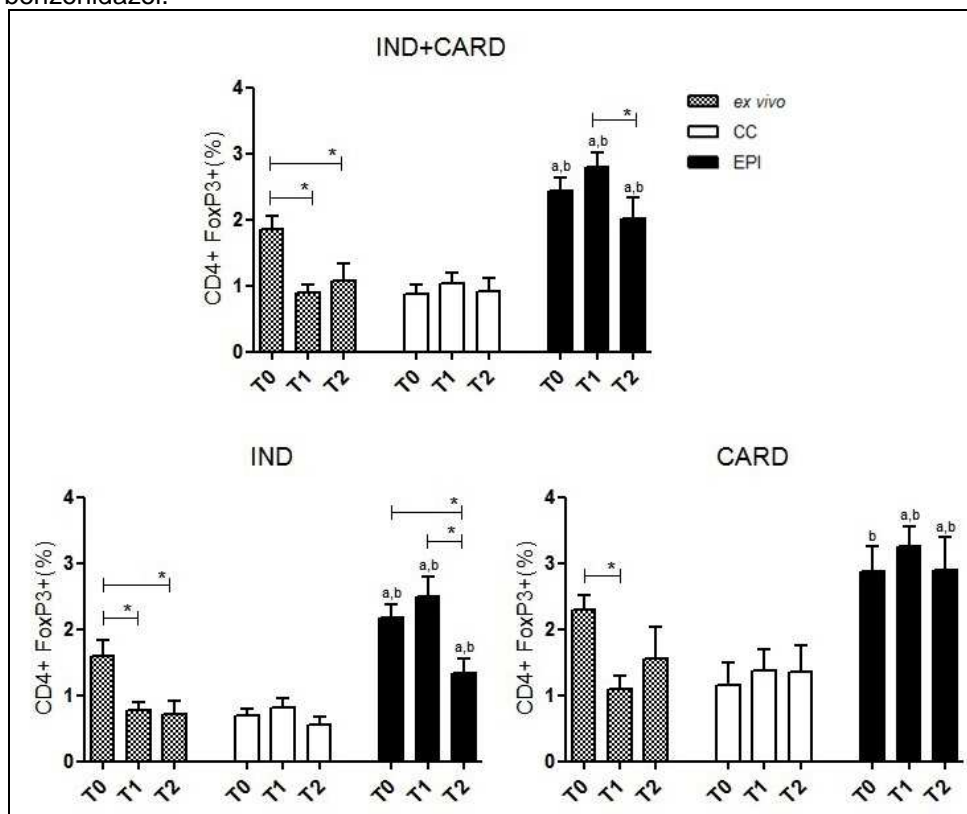 benzonidazol.
IND+CARD
CD4+ FoxP3+(%)
4
3
2
1
0
*
*
a,b
a,b
*
a,b
T0
T1
T2
T0
T1
T2
T0
T1
T2
ex vivo
CC
EPI
IND
CD4+ FoxP3+(%)
4
3
2
1
0
*
*
*
*
a,b
a,b
a,b
T0
T1
T2
T0
T1
T2
T0
T1
T2
CARD
CD4+ FoxP3+(%)
4
3
2
1
0
*
b
a,b
a,b
T0
T1
T2
T0
T1
T2
T0
T1
T2